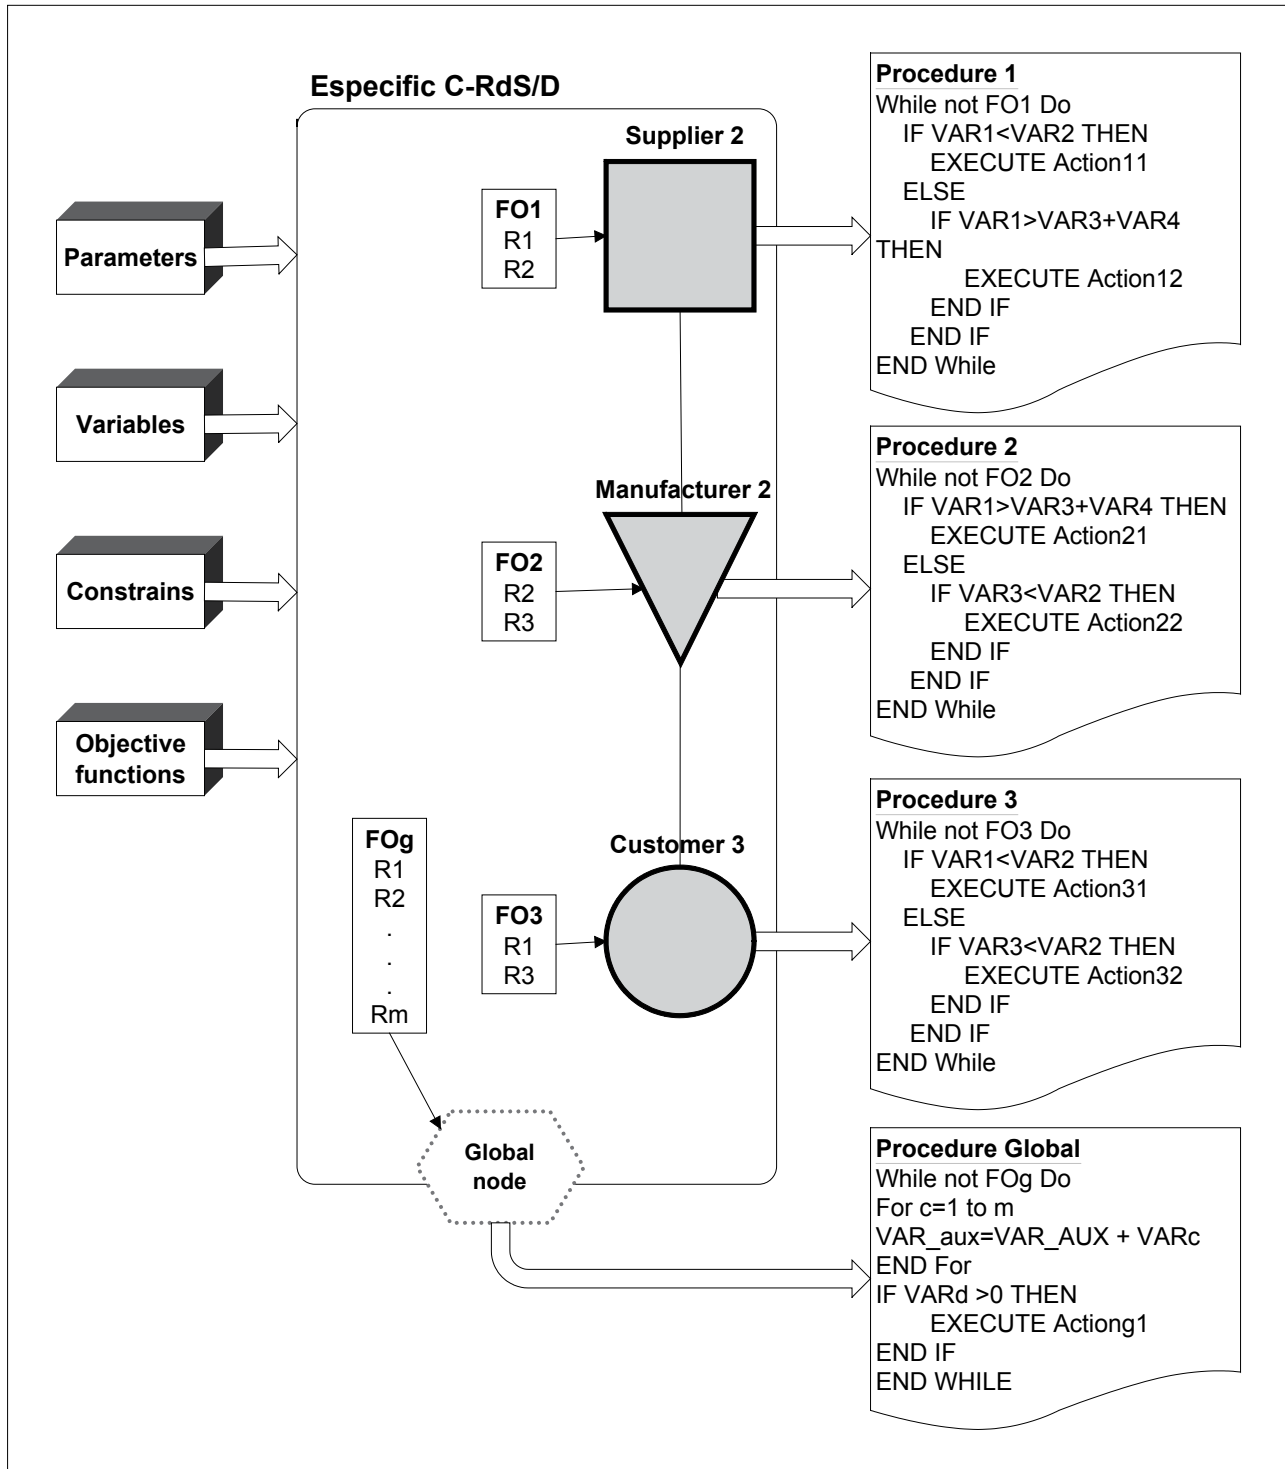 Especific C-RdS/D
Parameters
Variables
Constrains
Objective
functions
Supplier 2
FO1
R1
R2
Manufacturer 2
FO2
R2
R3
Customer 3
FO3
R1
R3
FOg
R1
R2
.
.
.
Rm
Global
node
Procedure 1
While not FO1 Do
IF VAR1<VAR2 THEN
EXECUTE Action11
ELSE
IF VAR1>VAR3+VAR4
THEN
EXECUTE Action12
END IF
END IF
END While
Procedure 2
While not FO2 Do
IF VAR1>VAR3+VAR4 THEN
EXECUTE Action21
ELSE
IF VAR3<VAR2 THEN
EXECUTE Action22
END IF
END IF
END While
Procedure 3
While not FO3 Do
IF VAR1<VAR2 THEN
EXECUTE Action31
ELSE
IF VAR3<VAR2 THEN
EXECUTE Action32
END IF
END IF
END While
Procedure Global
While not FOg Do
For c=1 to m
VAR_aux=VAR_AUX + VARc
END For
IF VARd >0 THEN
EXECUTE Actiong1
END IF
END WHILE